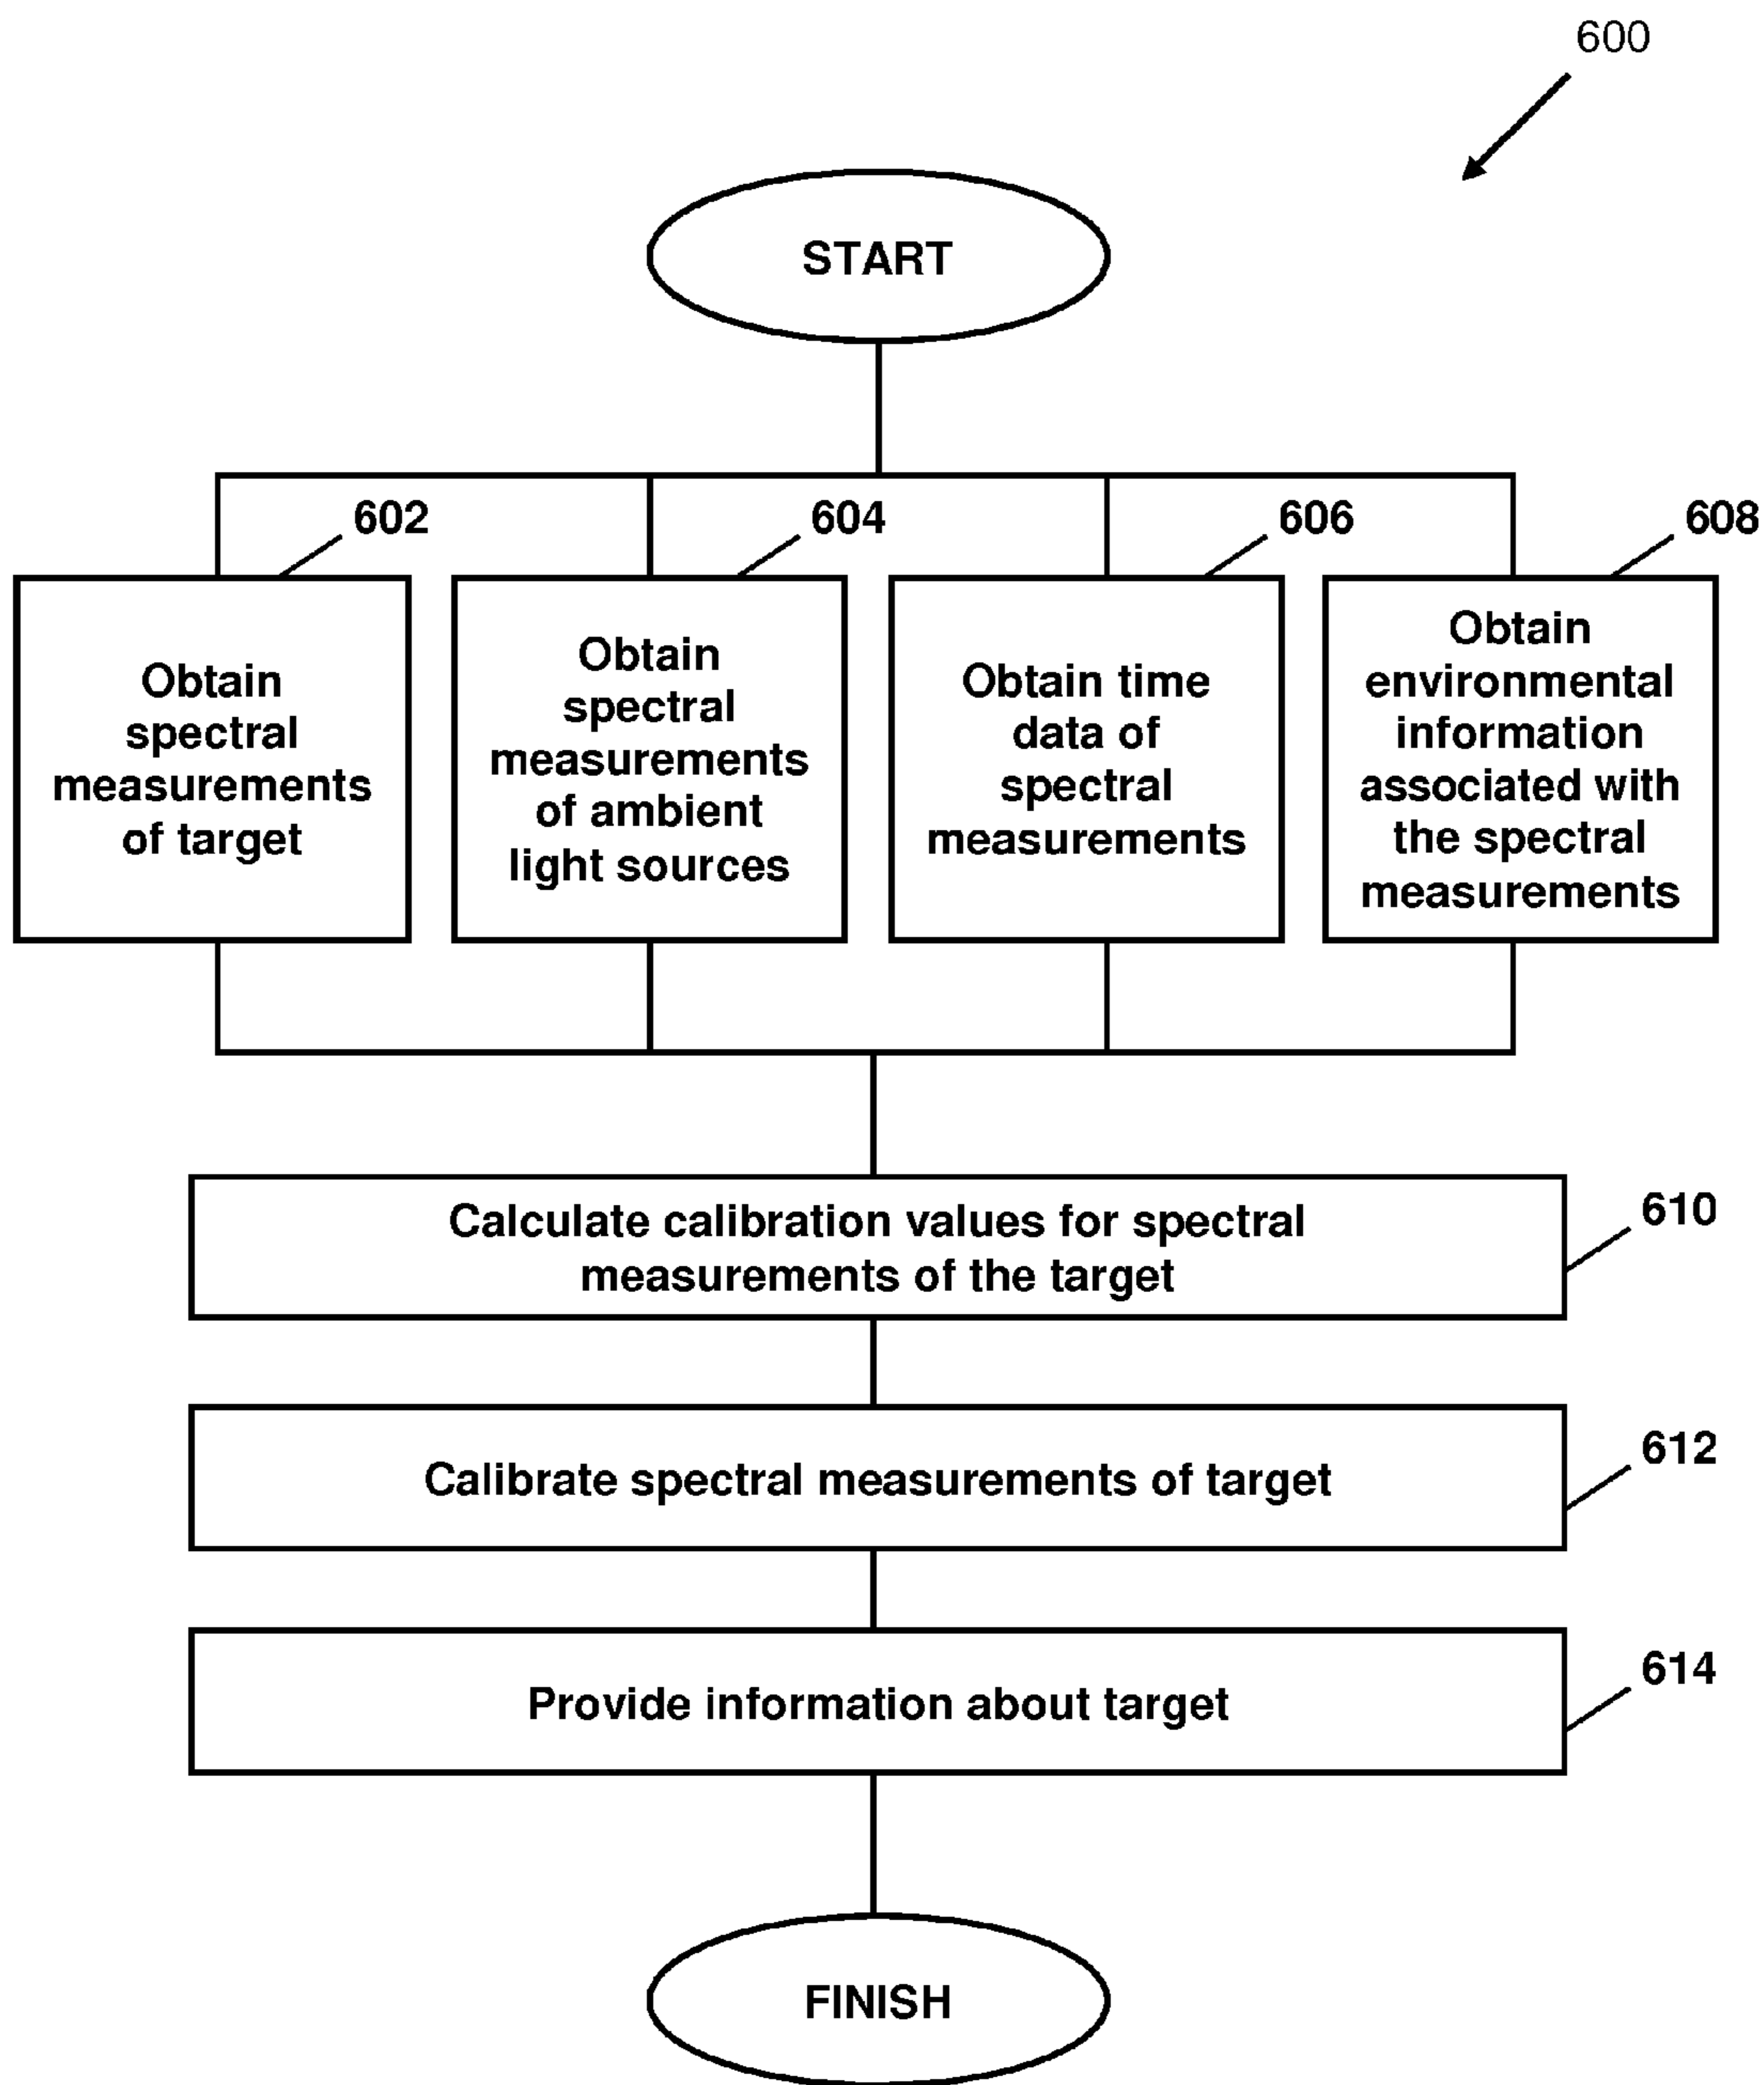 600
START
602
604
606
608
Obtain
spectral
measurements
of target
Obtain
spectral
measurements
of ambient
light sources
Obtain time
data of
spectral
measurements
Obtain
environmental
information
associated with
the spectral
measurements
Calculate calibration values for spectral
measurements of the target
610
Calibrate spectral measurements of target
612
Provide information about target
614
FINISH